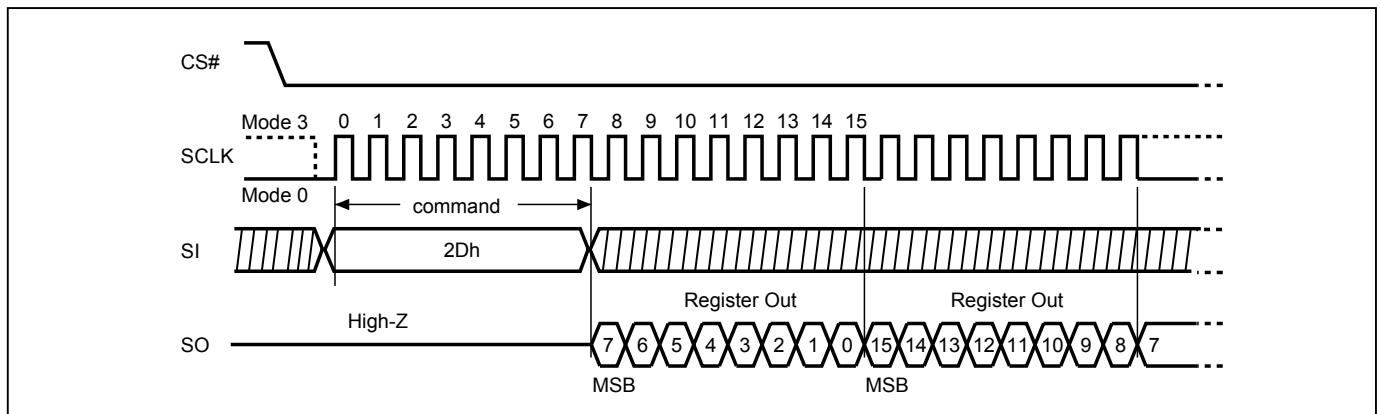 CS#
Mode 3 0 1 2 3 4 5 6 7 8 9 10 11 12 13 14 15
SCLK
Mode 0
command
SI 2Dh
Register Out Register Out
High-Z
SO 7 6 5 4 3 2 1 0 15 14 13 12 11 10 9 8 7
MSB MSB